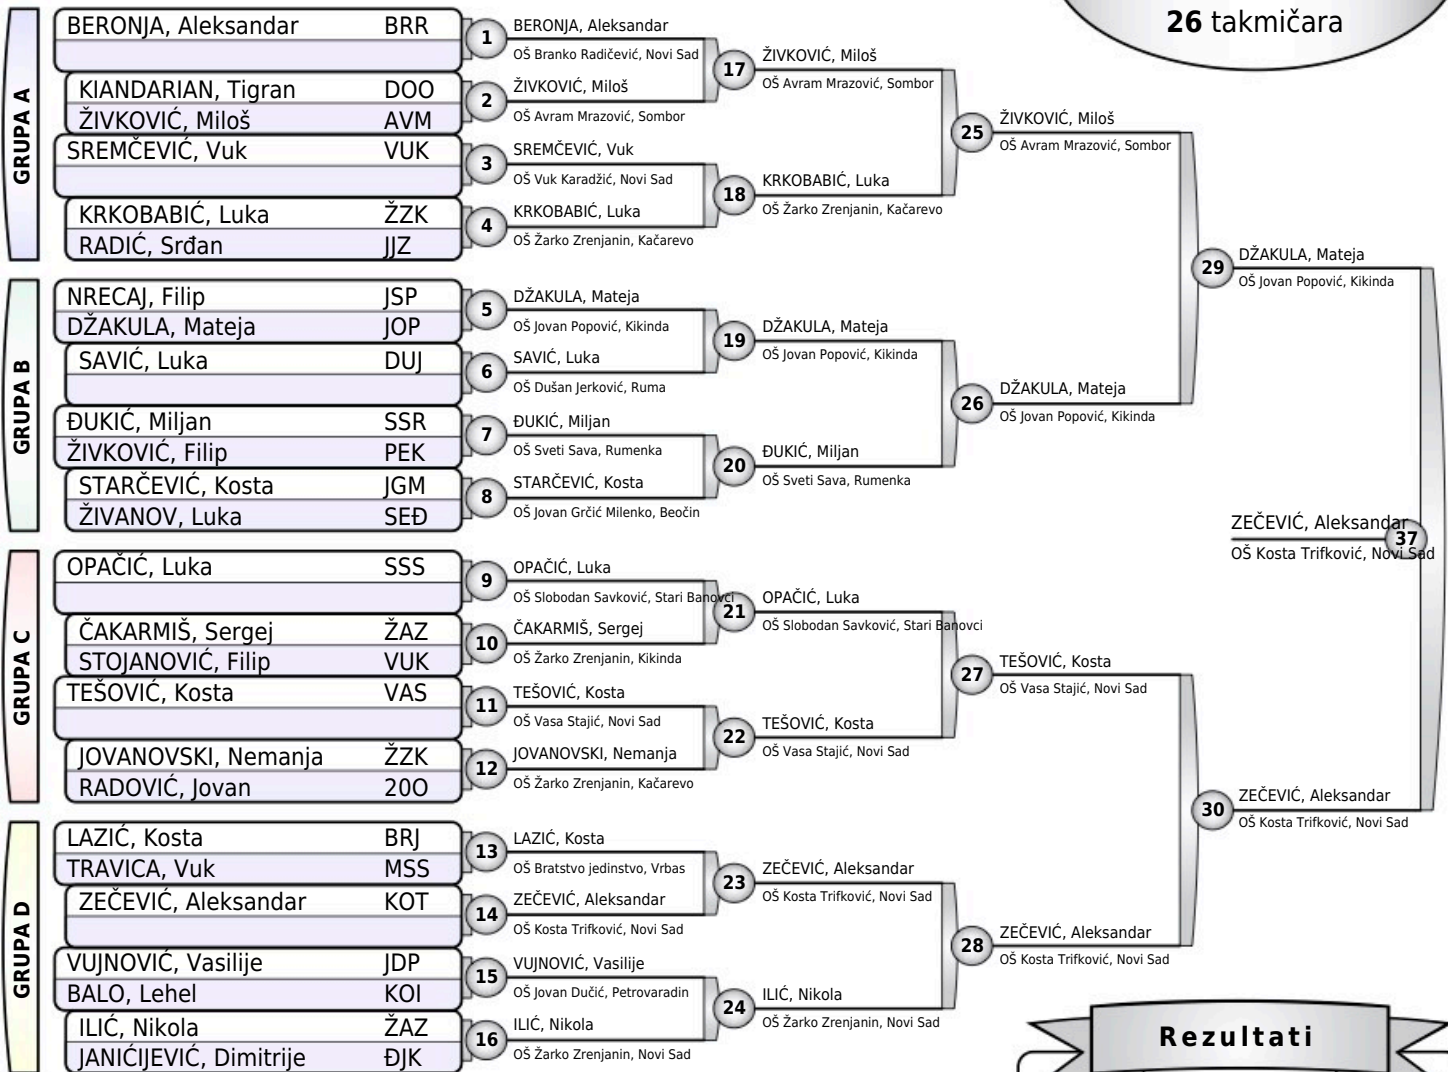 26 takmičara
GRUPA A
BERONJA, Aleksandar BRR
KIANDARIAN, Tigran DOO
ŽIVKOVIĆ, Miloš AVM
SREMČEVIĆ, Vuk VUK
KRKOBABIĆ, Luka ŽZK
RADIĆ, Srđan JJZ
GRUPA B
NRECAJ, Filip JSP
DŽAKULA, Mateja JOP
SAVIĆ, Luka DUJ
ĐUKIĆ, Miljan SSR
ŽIVKOVIĆ, Filip PEK
STARČEVIĆ, Kosta JGM
ŽIVANOV, Luka SEĐ
GRUPA C
OPAČIĆ, Luka SSS
ČAKARMIŠ, Sergej ŽAZ
STOJANOVIĆ, Filip VUK
TEŠOVIĆ, Kosta VAS
JOVANOVSKI, Nemanja ŽZK
RADOVIĆ, Jovan 20O
GRUPA D
LAZIĆ, Kosta BRJ
TRAVICA, Vuk MSS
ZEČEVIĆ, Aleksandar KOT
VUJNOVIĆ, Vasilije JDP
BALO, Lehel KOI
ILIĆ, Nikola ŽAZ
JANIĆIJEVIĆ, Dimitrije ĐJK
1 BERONJA, Aleksandar
OŠ Branko Radičević, Novi Sad
2 ŽIVKOVIĆ, Miloš
OŠ Avram Mrazović, Sombor
3 SREMČEVIĆ, Vuk
OŠ Vuk Karadžić, Novi Sad
4 KRKOBABIĆ, Luka
OŠ Žarko Zrenjanin, Kačarevo
5 DŽAKULA, Mateja
OŠ Jovan Popović, Kikinda
6 SAVIĆ, Luka
OŠ Dušan Jerković, Ruma
7 ĐUKIĆ, Miljan
OŠ Sveti Sava, Rumenka
8 STARČEVIĆ, Kosta
OŠ Jovan Grčić Milenko, Beočin
9 OPAČIĆ, Luka
OŠ Slobodan Savković, Stari Banovci
10 ČAKARMIŠ, Sergej
OŠ Žarko Zrenjanin, Kikinda
11 TEŠOVIĆ, Kosta
OŠ Vasa Stajić, Novi Sad
12 JOVANOVSKI, Nemanja
OŠ Žarko Zrenjanin, Kačarevo
13 LAZIĆ, Kosta
OŠ Bratstvo jedinstvo, Vrbas
14 ZEČEVIĆ, Aleksandar
OŠ Kosta Trifković, Novi Sad
15 VUJNOVIĆ, Vasilije
OŠ Jovan Dučić, Petrovaradin
16 ILIĆ, Nikola
OŠ Žarko Zrenjanin, Novi Sad
17 ŽIVKOVIĆ, Miloš
OŠ Avram Mrazović, Sombor
18 KRKOBABIĆ, Luka
OŠ Žarko Zrenjanin, Kačarevo
19 DŽAKULA, Mateja
OŠ Jovan Popović, Kikinda
20 ĐUKIĆ, Miljan
OŠ Sveti Sava, Rumenka
21 OPAČIĆ, Luka
OŠ Slobodan Savković, Stari Banovci
22 TEŠOVIĆ, Kosta
OŠ Vasa Stajić, Novi Sad
23 ZEČEVIĆ, Aleksandar
OŠ Kosta Trifković, Novi Sad
24 ILIĆ, Nikola
OŠ Žarko Zrenjanin, Novi Sad
25 ŽIVKOVIĆ, Miloš
OŠ Avram Mrazović, Sombor
26 DŽAKULA, Mateja
OŠ Jovan Popović, Kikinda
27 TEŠOVIĆ, Kosta
OŠ Vasa Stajić, Novi Sad
28 ZEČEVIĆ, Aleksandar
OŠ Kosta Trifković, Novi Sad
29 DŽAKULA, Mateja
OŠ Jovan Popović, Kikinda
30 ZEČEVIĆ, Aleksandar
OŠ Kosta Trifković, Novi Sad
ZEČEVIĆ, Aleksandar 37
OŠ Kosta Trifković, Novi Sad
Rezultati